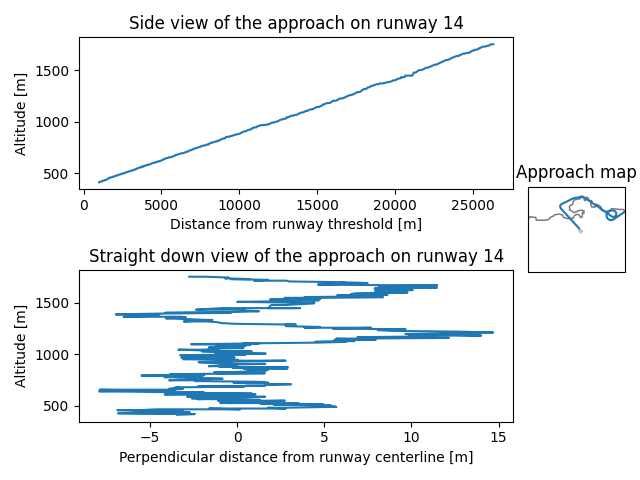 Side view of the approach on runway 14
Altitude [m]
1500
1000
500
0 5000 10000 15000 20000 25000
Distance from runway threshold [m]
Approach map
Straight down view of the approach on runway 14
Altitude [m]
1500
1000
500
−5 0 5 10 15
Perpendicular distance from runway centerline [m]